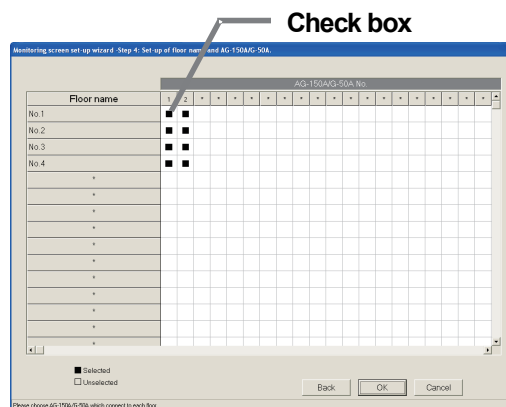 Check box
Monitoring screen set-up wizard -Step 4: Set-up of floor name and AG-150A/G-50A.
AG-150A/G-50A No.
Floor name 1 2 * * * * * * * * * * * * * * * * *
No.1 ■ ■
No.2 ■ ■
No.3 ■ ■
No.4 ■ ■
*
*
*
*
*
*
*
*
*
*
*
■ Selected
□ Unselected
Back OK Cancel
Please choose AG-150A/G-50A which connect to each floor.